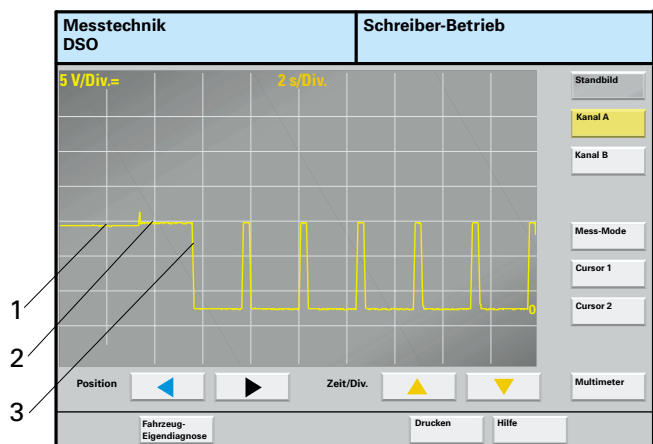 Messtechnik
DSO
Schreiber-Betrieb
5 V/Div.=
2 s/Div.
Standbild
Kanal A
Kanal B
Mess-Mode
Cursor 1
Cursor 2
0
1
2
3
Position
Zeit/Div.
Multimeter
Fahrzeug-
Eigendiagnose
Drucken
Hilfe